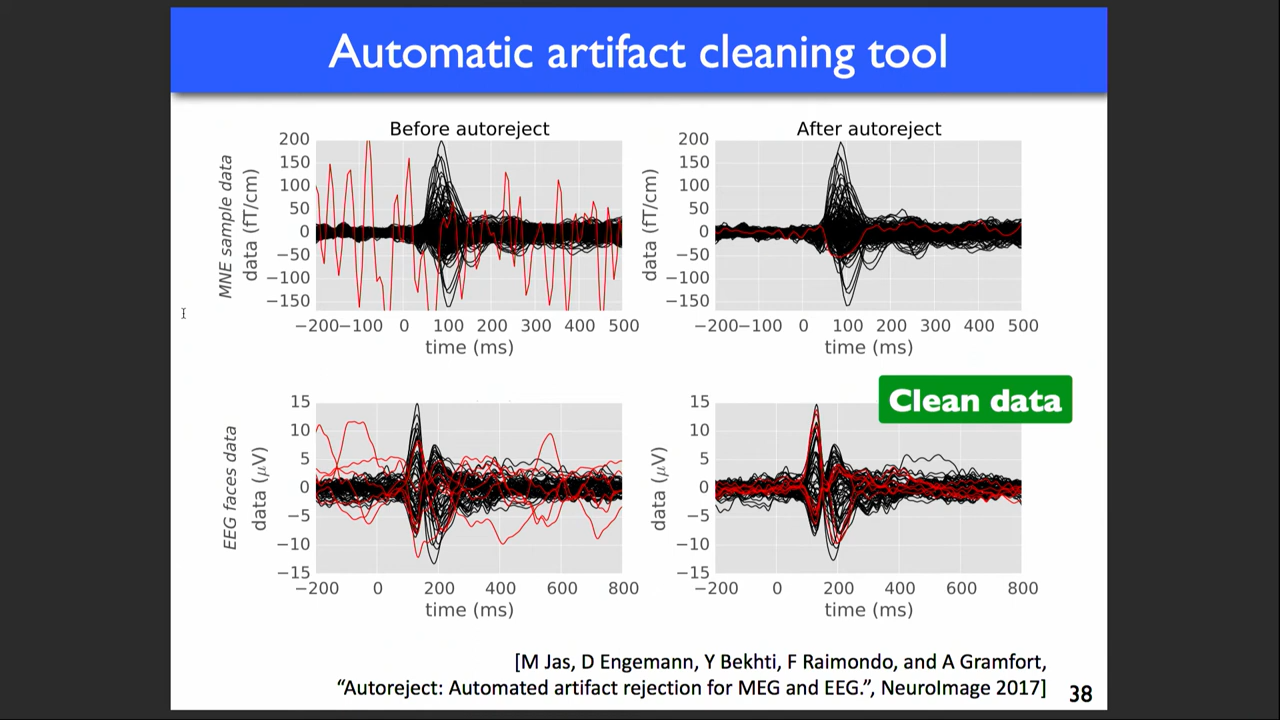 Automatic artifact cleaning tool
Before autoreject
After autoreject
MNE sample data
data (fT/cm)
200
150
100
50
0
−50
−100
−150
−200 −100 0 100 200 300 400 500
time (ms)
data (fT/cm)
200
150
100
50
0
−50
−100
−150
−200 −100 0 100 200 300 400 500
time (ms)
Clean data
EEG faces data
data (μV)
15
10
5
0
−5
−10
−15
−200 0 200 400 600 800
time (ms)
data (μV)
15
10
5
0
−5
−10
−15
−200 0 200 400 600 800
time (ms)
[M Jas, D Engemann, Y Bekhti, F Raimondo, and A Gramfort,
“Autoreject: Automated artifact rejection for MEG and EEG.”, NeuroImage 2017]
38